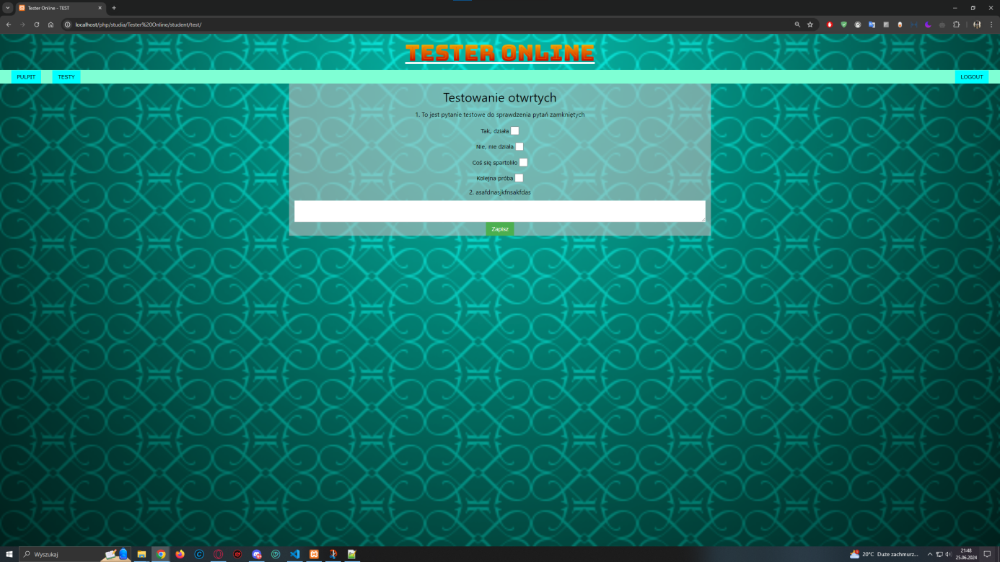 Tester Online - TEST
localhost/php/studia/Tester%20Online/student/test/
TESTER ONLINE
PULPIT TESTY LOGOUT
Testowanie otwrtych
1. To jest pytanie testowe do sprawdzenia pytań zamkniętych
Tak, działa
Nie, nie działa
Coś się spartoliło
Kolejna próba
2. asafdnasjkfnsakfdas
Zapisz
Wyszukaj
20°C Duże zachmurz...
21:48
25.06.2024